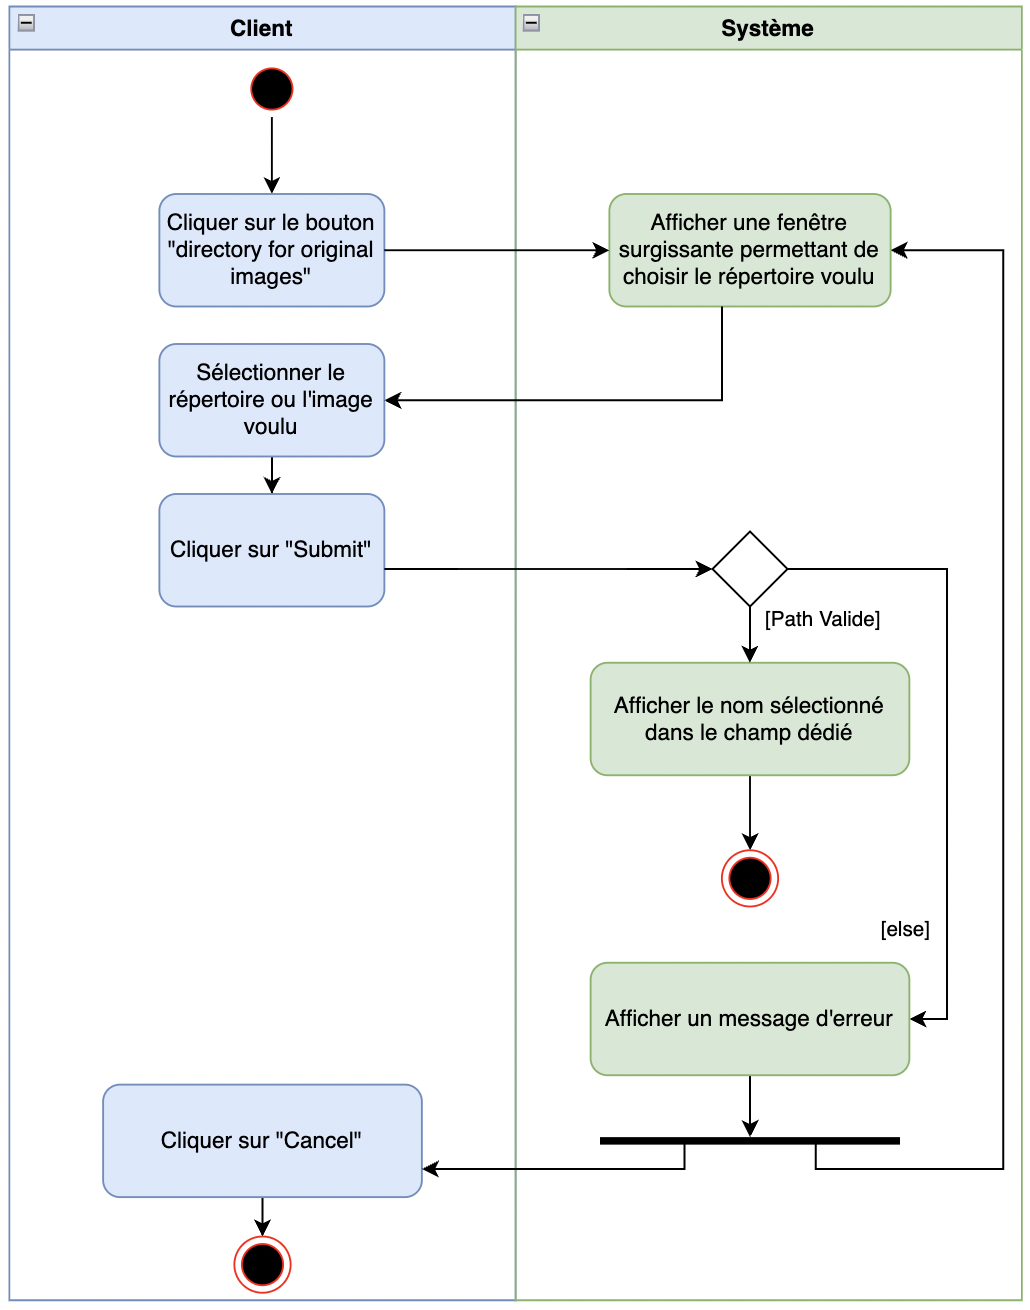 Client
Système
Cliquer sur le bouton
"directory for original
images"
Afficher une fenêtre
surgissante permettant de
choisir le répertoire voulu
Sélectionner le
répertoire ou l'image
voulu
Cliquer sur "Submit"
[Path Valide]
Afficher le nom sélectionné
dans le champ dédié
[else]
Afficher un message d'erreur
Cliquer sur "Cancel"